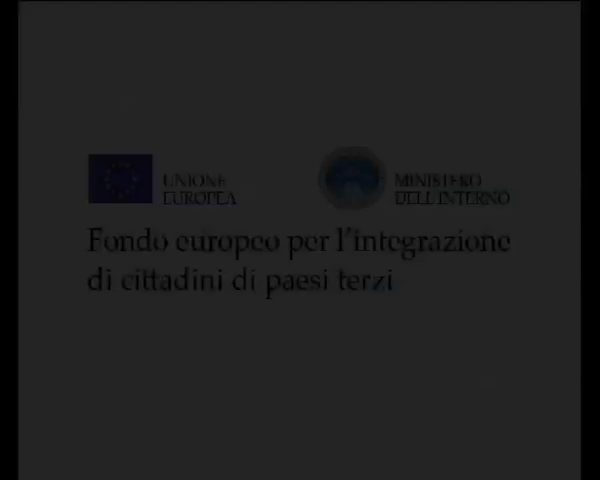 UNIONE
EUROPEA
MINISTERO
DELL'INTERNO
Fondo europeo per l'integrazione
di cittadini di paesi terzi